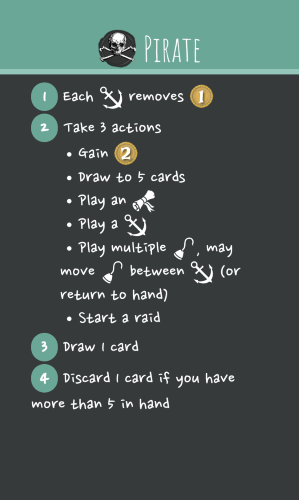 Pirate
1 Each removes 1
2 Take 3 actions
• Gain 2
• Draw to 5 cards
• Play an
• Play a
• Play multiple , may
move between (or
return to hand)
• Start a raid
3 Draw 1 card
4 Discard 1 card if you have
more than 5 in hand